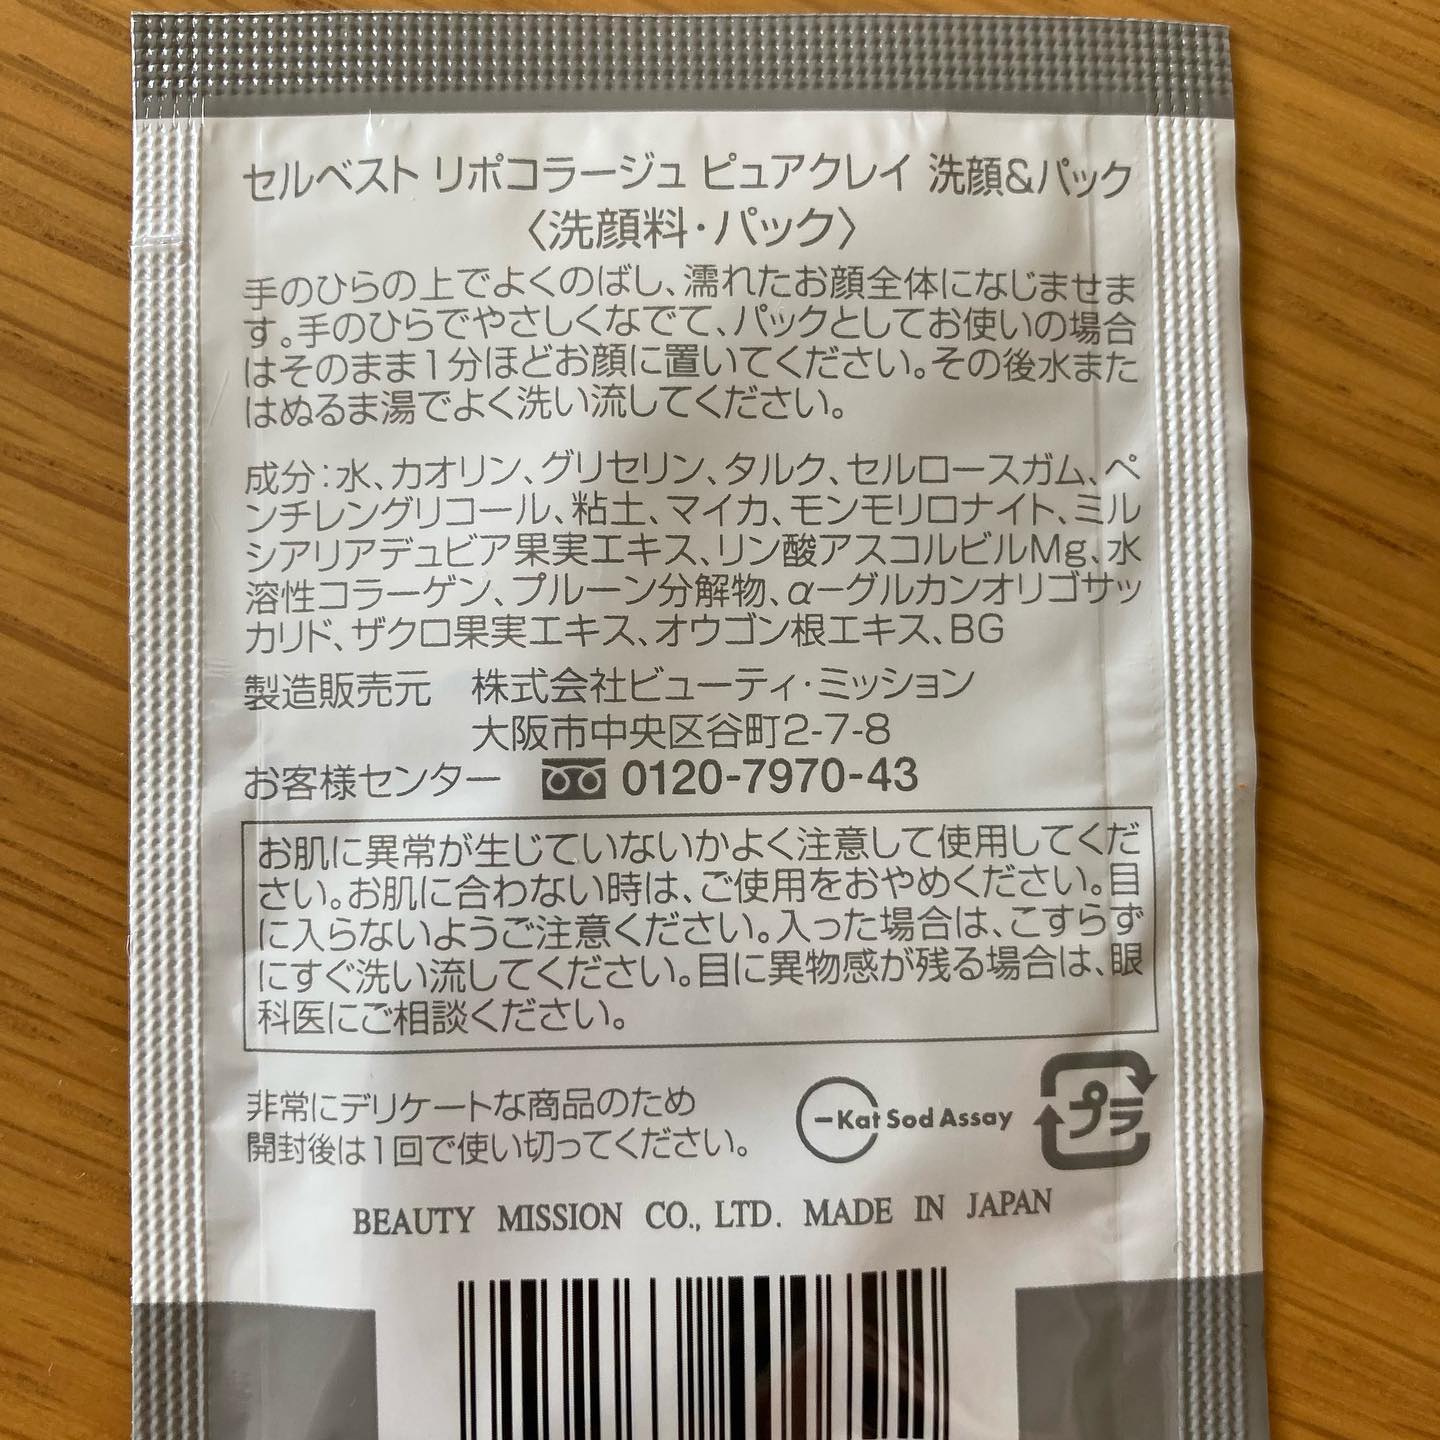 セルベスト リポコラージュ ピュアクレイ 洗顔&パック
〈洗顔料・パック〉
手のひらの上でよくのばし、濡れたお顔全体になじませま
す。手のひらでやさしくなでて、パックとしてお使いの場合
はそのまま1分ほどお顔に置いてください。その後水また
はぬるま湯でよく洗い流してください。
成分：水、カオリン、グリセリン、タルク、セルロースガム、ペ
ンチレングリコール、粘土、マイカ、モンモリロナイト、ミル
シアリアデュビア果実エキス、リン酸アスコルビルMg、水
溶性コラーゲン、プルーン分解物、α－グルカンオリゴサッ
カリド、ザクロ果実エキス、オウゴン根エキス、BG
製造販売元 株式会社ビューティ・ミッション
大阪市中央区谷町2-7-8
お客様センター 0120-7970-43
お肌に異常が生じていないかよく注意して使用してくだ
さい。お肌に合わない時は、ご使用をおやめください。目
に入らないようご注意ください。入った場合は、こすらず
にすぐ洗い流してください。目に異物感が残る場合は、眼
科医にご相談ください。
非常にデリケートな商品のため
開封後は1回で使い切ってください。
-Kat Sod Assay
プラ
BEAUTY MISSION CO., LTD. MADE IN JAPAN